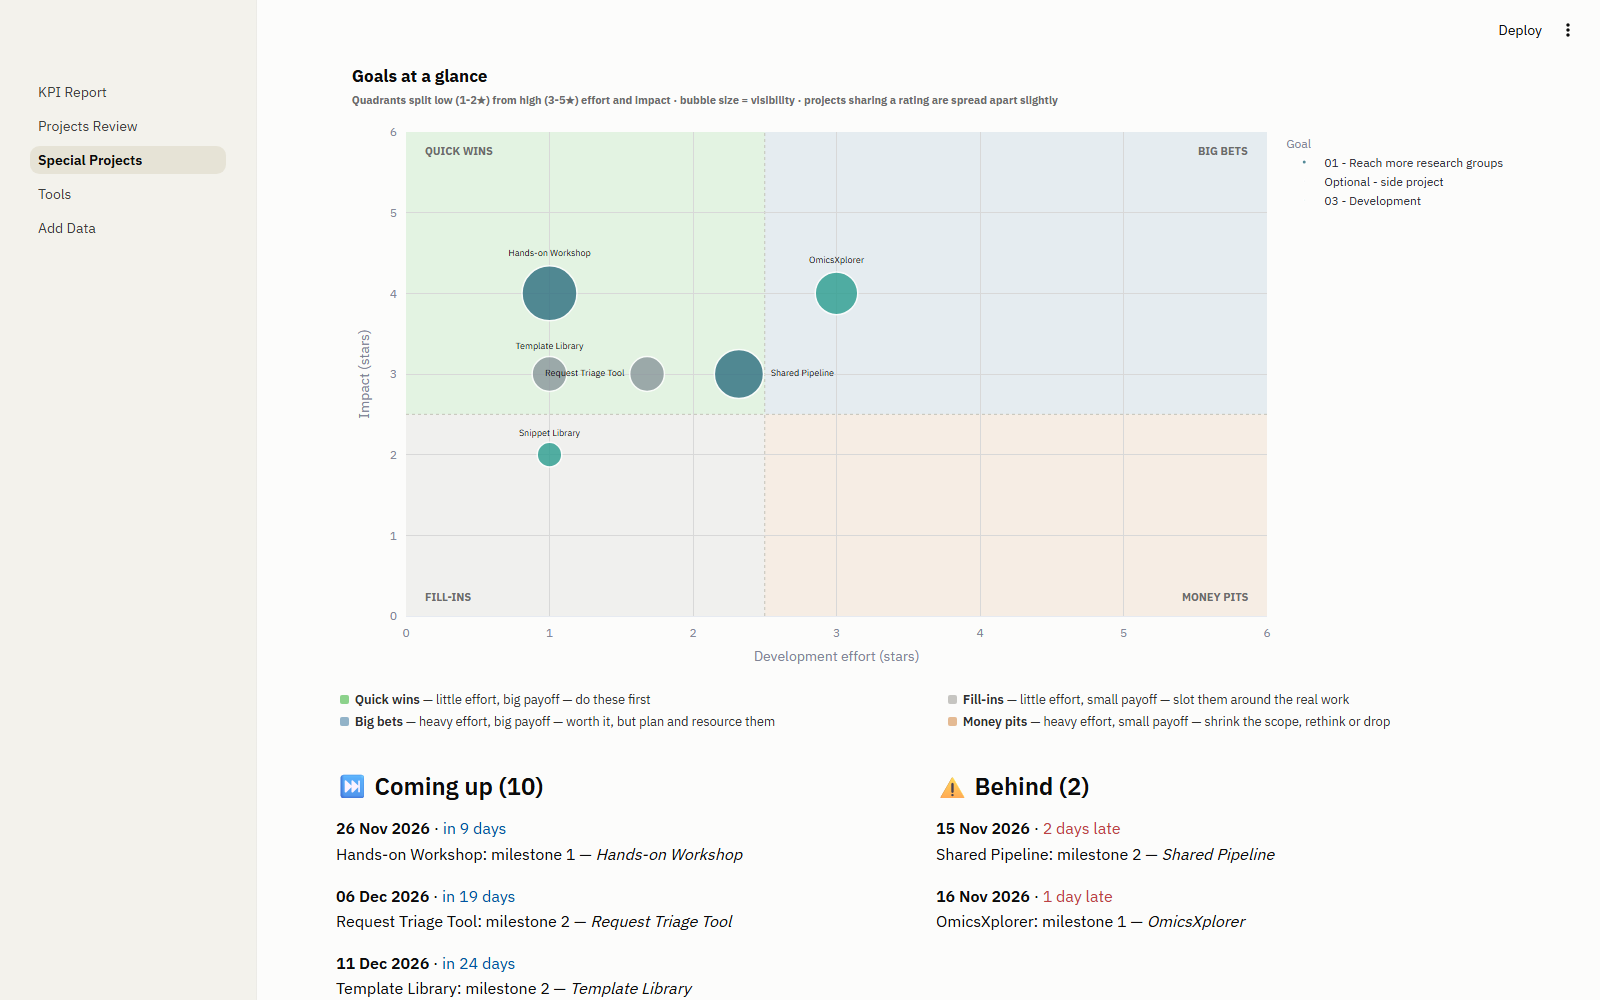 Deploy
KPI Report
Projects Review
Special Projects
Tools
Add Data
Goals at a glance
Quadrants split low (1-2★) from high (3-5★) effort and impact · bubble size = visibility · projects sharing a rating are spread apart slightly
6
5
4
3
2
1
0
Impact (stars)
QUICK WINS
BIG BETS
Hands-on Workshop
OmicsXplorer
Template Library
Request Triage Tool
Shared Pipeline
Snippet Library
FILL-INS
MONEY PITS
0 1 2 3 4 5 6
Development effort (stars)
Goal
01 - Reach more research groups
Optional - side project
03 - Development
Quick wins — little effort, big payoff — do these first
Big bets — heavy effort, big payoff — worth it, but plan and resource them
Fill-ins — little effort, small payoff — slot them around the real work
Money pits — heavy effort, small payoff — shrink the scope, rethink or drop
Coming up (10)
26 Nov 2026 · in 9 days
Hands-on Workshop: milestone 1 — Hands-on Workshop
06 Dec 2026 · in 19 days
Request Triage Tool: milestone 2 — Request Triage Tool
11 Dec 2026 · in 24 days
Template Library: milestone 2 — Template Library
Behind (2)
15 Nov 2026 · 2 days late
Shared Pipeline: milestone 2 — Shared Pipeline
16 Nov 2026 · 1 day late
OmicsXplorer: milestone 1 — OmicsXplorer